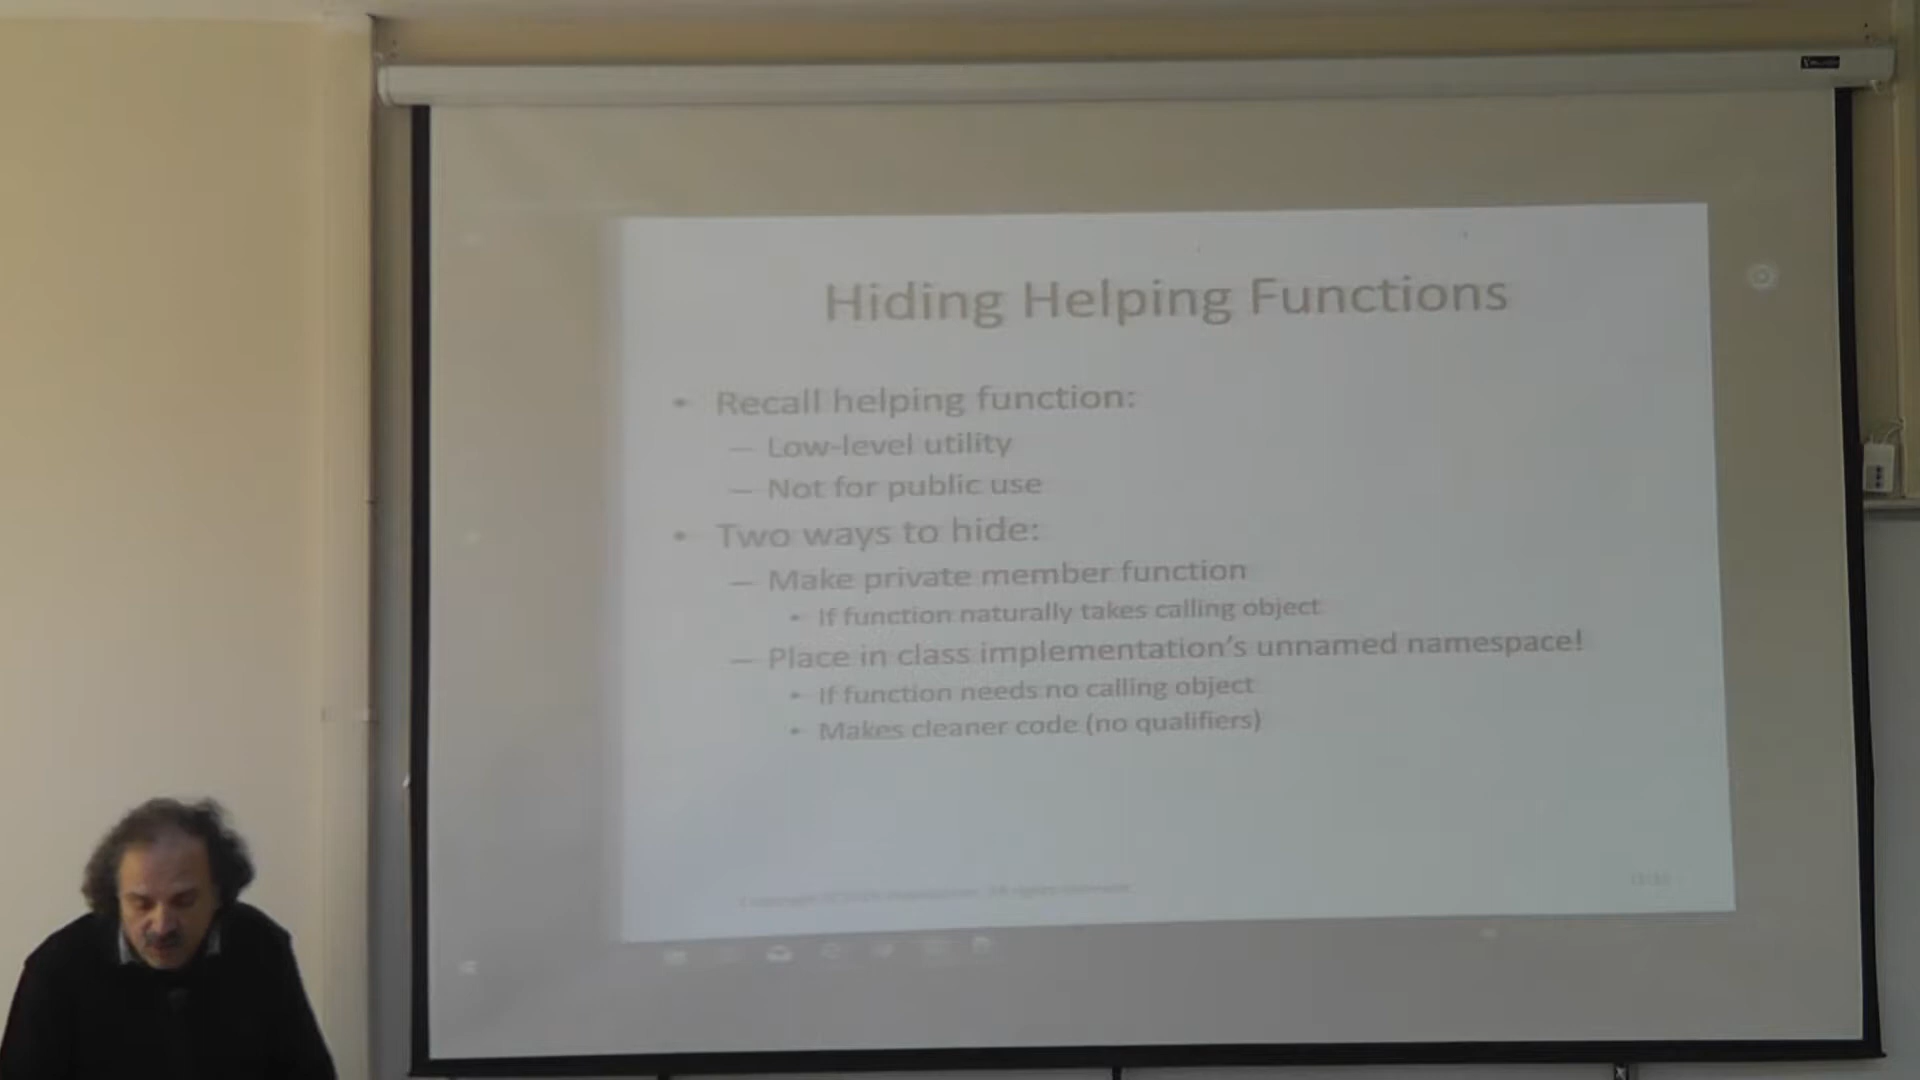 Hiding Helping Functions
• Recall helping function:
– Low-level utility
– Not for public use
• Two ways to hide:
– Make private member function
• If function naturally takes calling object
– Place in class implementation's unnamed namespace!
• If function needs no calling object
• Makes cleaner code (no qualifiers)